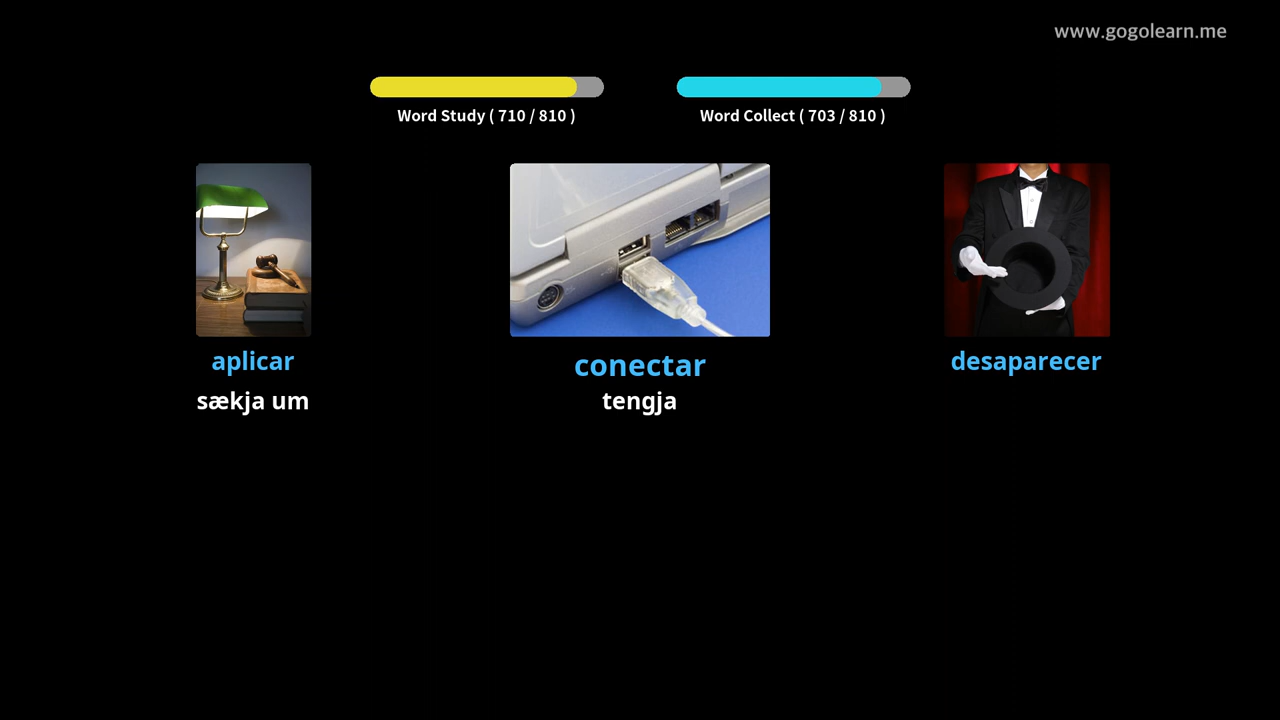 www.gogolearn.me
Word Study ( 710 / 810 )
Word Collect ( 703 / 810 )
aplicar
sækja um
conectar
tengja
desaparecer